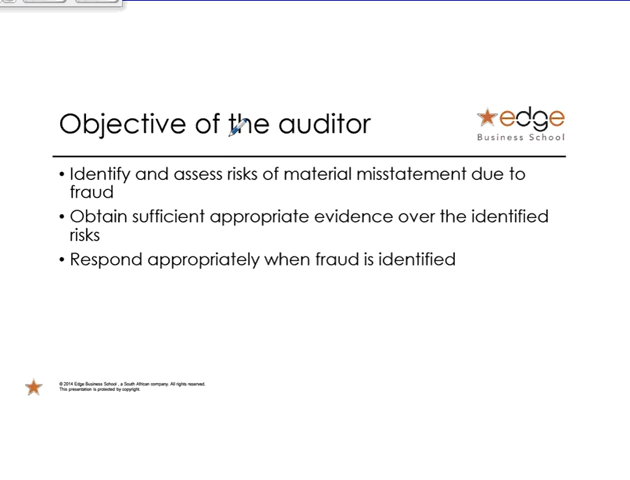 Objective of the auditor
edge
Business School
• Identify and assess risks of material misstatement due to
fraud
• Obtain sufficient appropriate evidence over the identified
risks
• Respond appropriately when fraud is identified
© 2014 Edge Business School , a South African company. All rights reserved.
This presentation is protected by copyright.